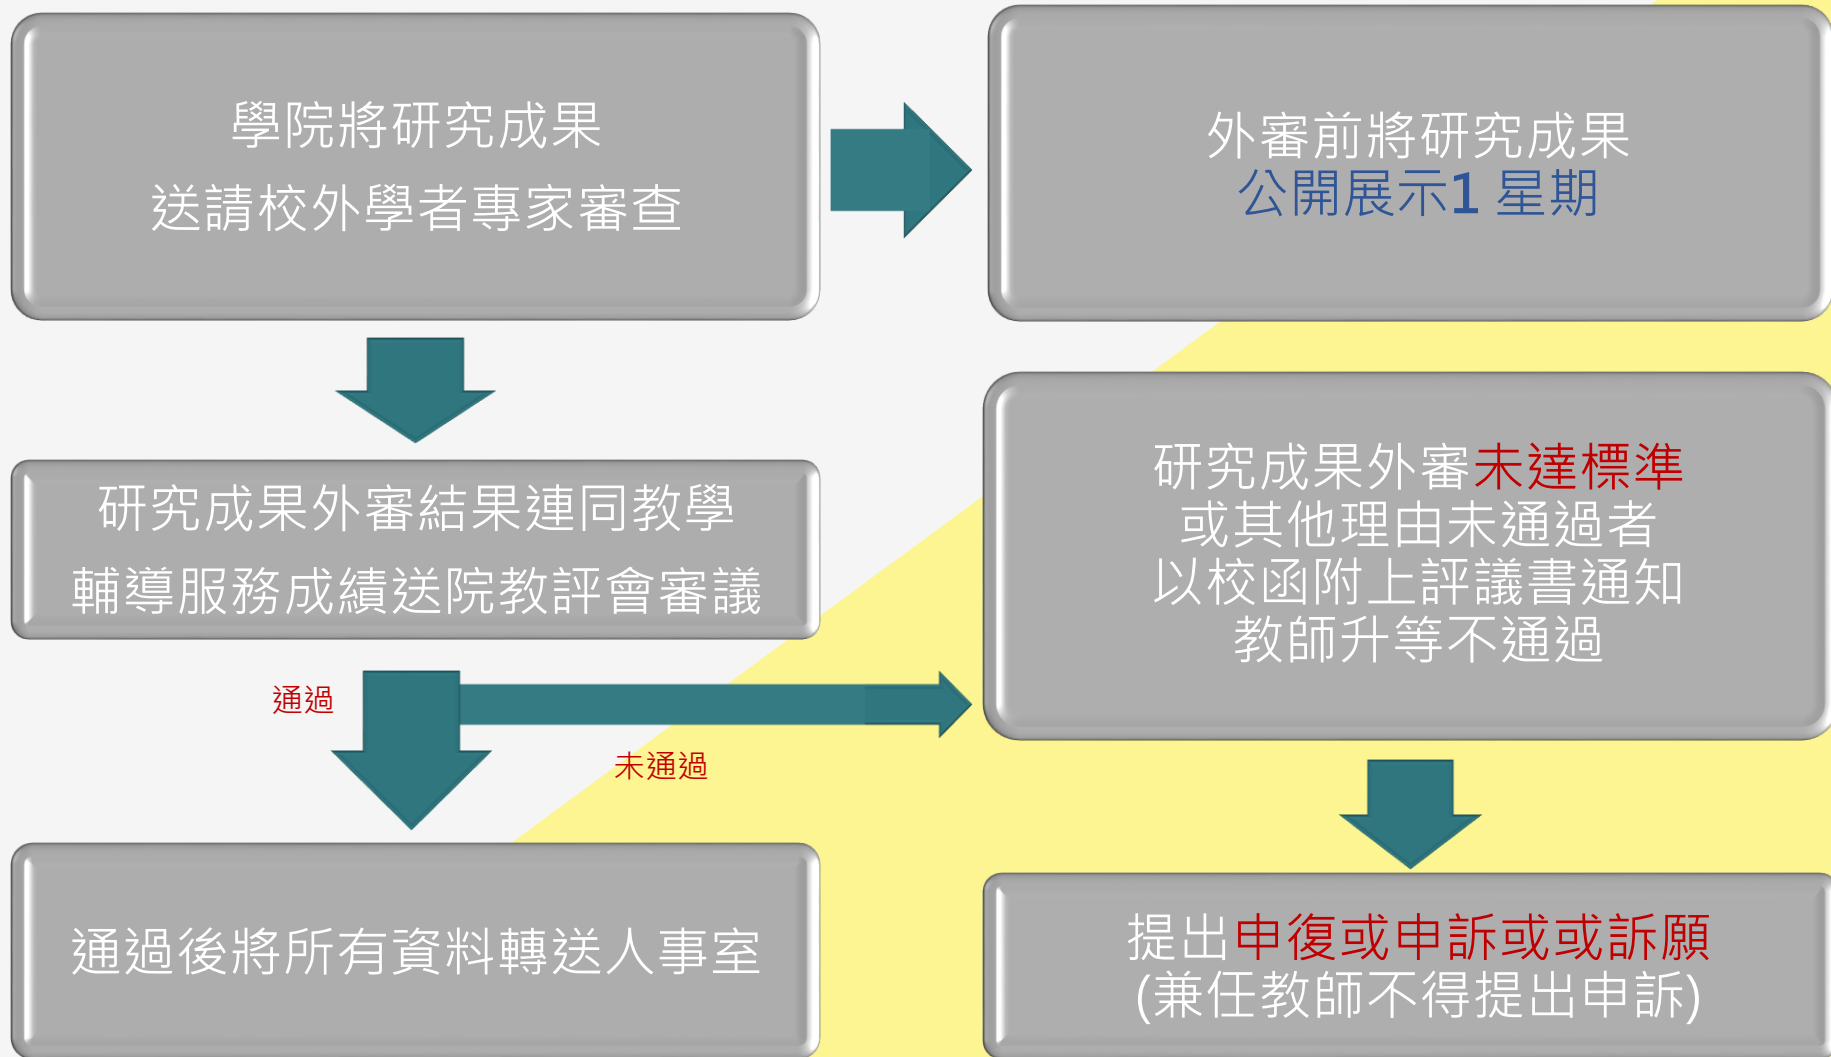 學院將研究成果
送請校外學者專家審查
外審前將研究成果
公開展示1 星期
研究成果外審結果連同教學
輔導服務成績送院教評會審議
研究成果外審未達標準
或其他理由未通過者
以校函附上評議書通知
教師升等不通過
通過
未通過
通過後將所有資料轉送人事室
提出申復或申訴或或訴願
(兼任教師不得提出申訴)